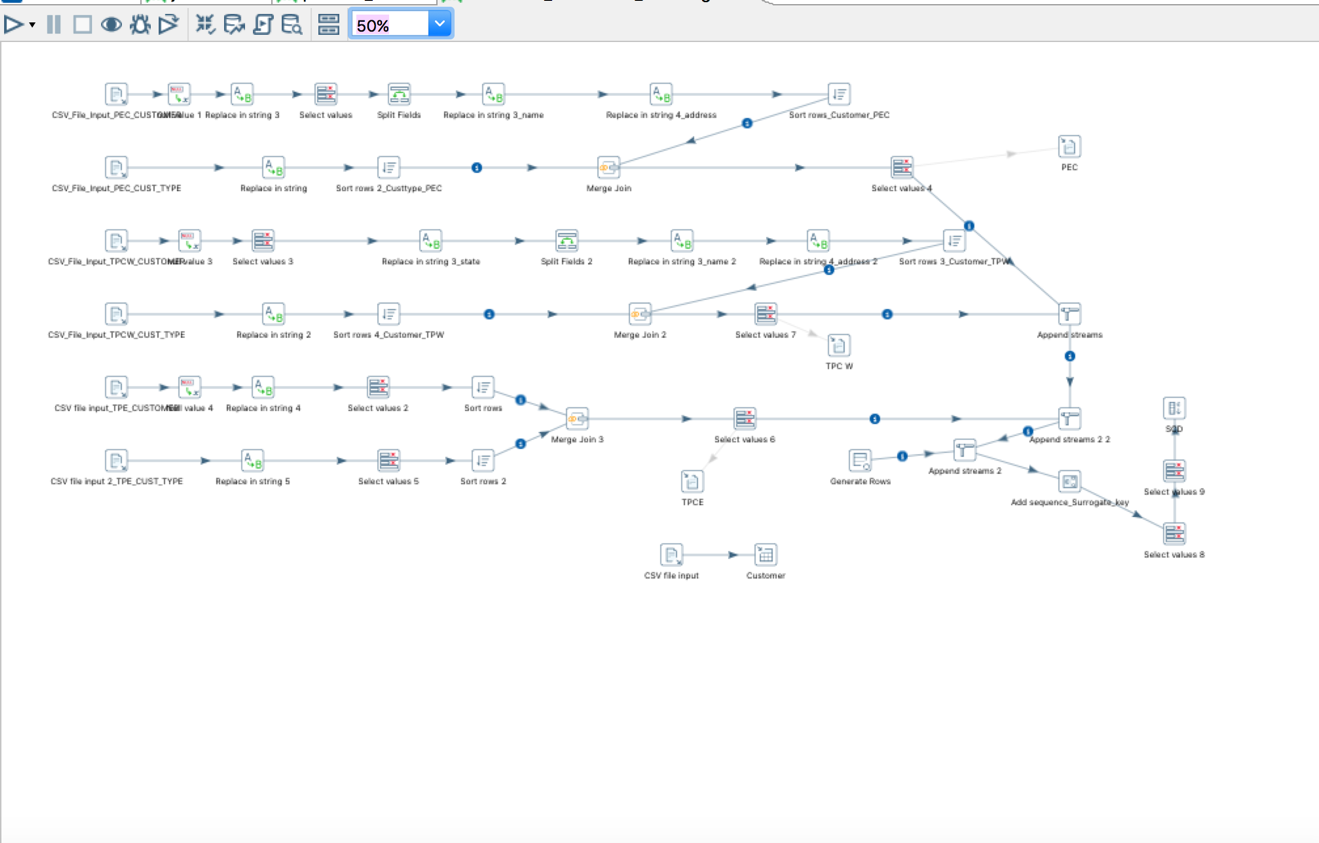 50%
CSV_File_Input_PEC_CUSTOMER
value 1
Replace in string 3
Select values
Split Fields
Replace in string 3_name
Replace in string 4_address
Sort rows_Customer_PEC
PEC
CSV_File_Input_PEC_CUST_TYPE
Replace in string
Sort rows 2_Custtype_PEC
Merge Join
Select values 4
CSV_File_Input_TPCW_CUSTOMER
value 3
Select values 3
Replace in string 3_state
Split Fields 2
Replace in string 3_name 2
Replace in string 4_address 2
Sort rows 3_Customer_TPW
CSV_File_Input_TPCW_CUST_TYPE
Replace in string 2
Sort rows 4_Customer_TPW
Merge Join 2
Select values 7
Append streams
TPC W
CSV file input_TPE_CUSTOMER
value 4
Replace in string 4
Select values 2
Sort rows
Merge Join 3
Select values 6
Append streams 2 2
CSV file input 2_TPE_CUST_TYPE
Replace in string 5
Select values 5
Sort rows 2
TPCE
Generate Rows
Append streams 2
Add sequence_Surrogate_key
Select values 9
Select values 8
CSV file input
Customer